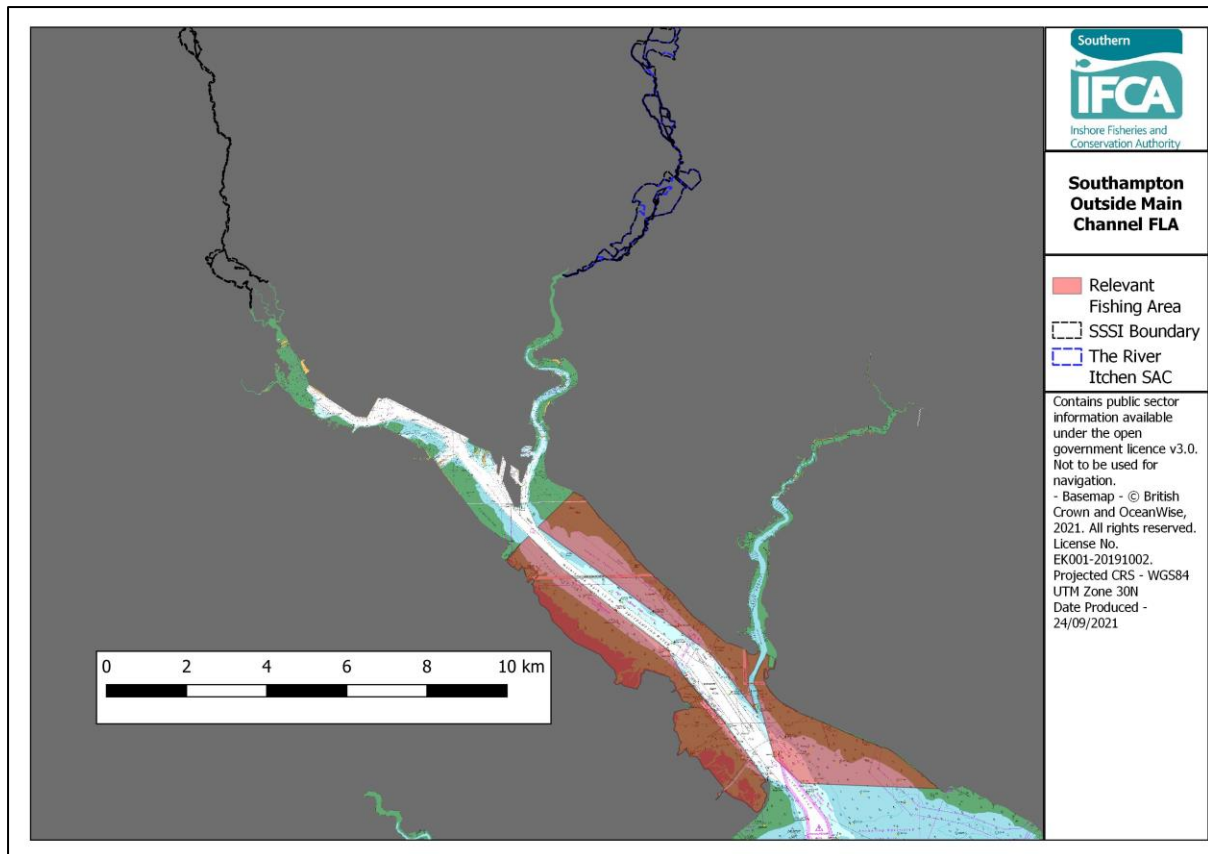 Southern
IFCA
Inshore Fisheries and
Conservation Authority
Southampton
Outside Main
Channel FLA
Relevant
Fishing Area
SSSI Boundary
The River
Itchen SAC
Contains public sector
information available
under the open
government licence v3.0.
Not to be used for
navigation.
- Basemap - © British
Crown and OceanWise,
2021. All rights reserved.
License No.
EK001-20191002.
Projected CRS - WGS84
UTM Zone 30N
Date Produced -
24/09/2021
0 2 4 6 8 10 km